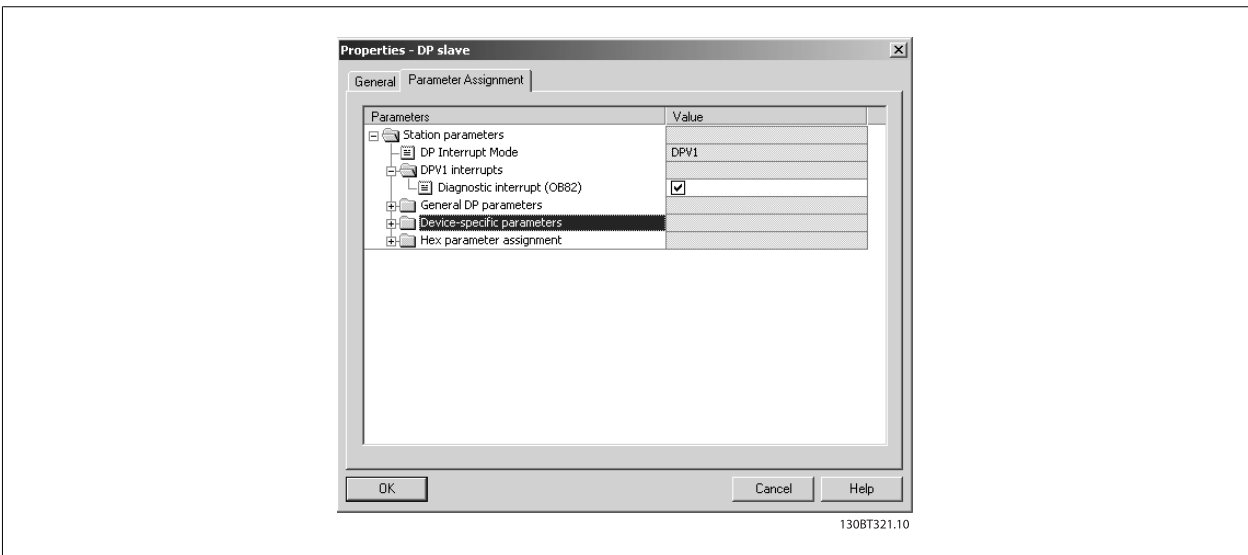 Properties - DP slave
General Parameter Assignment
Parameters Value
Station parameters
DP Interrupt Mode DPV1
DPV1 interrupts
Diagnostic interrupt (OB82)
General DP parameters
Device-specific parameters
Hex parameter assignment
OK Cancel Help
130BT321.10